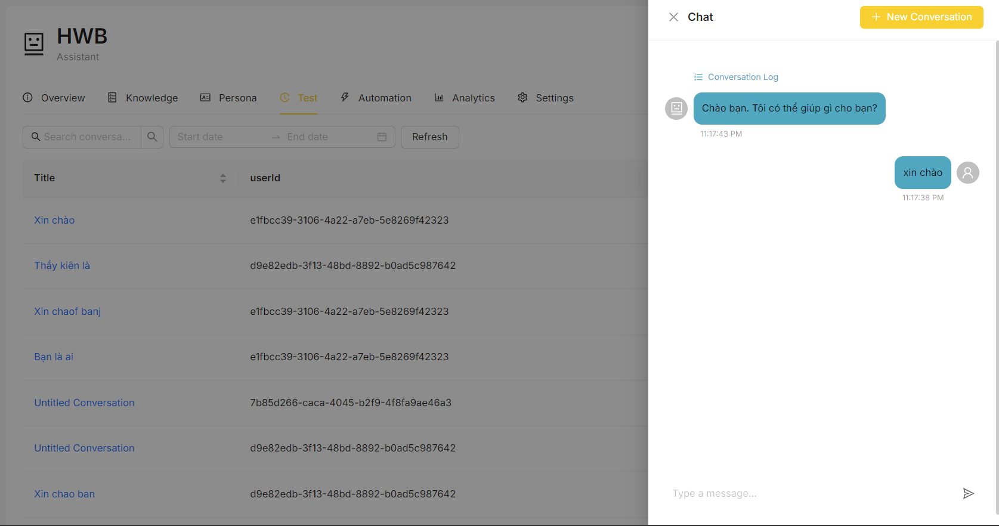 HWB
Assistant
Overview
Knowledge
Persona
Test
Automation
Analytics
Settings
Search conversa...
Start date
End date
Refresh
Title
userId
Xin chào
e1fbcc39-3106-4a22-a7eb-5e8269f42323
Thầy kiên là
d9e82edb-3f13-48bd-8892-b0ad5c987642
Xin chaof banj
e1fbcc39-3106-4a22-a7eb-5e8269f42323
Bạn là ai
e1fbcc39-3106-4a22-a7eb-5e8269f42323
Untitled Conversation
7b85d266-caca-4045-b2f9-4f8fa9ae46a3
Untitled Conversation
d9e82edb-3f13-48bd-8892-b0ad5c987642
Xin chao ban
d9e82edb-3f13-48bd-8892-b0ad5c987642
Chat
New Conversation
Conversation Log
Chào bạn. Tôi có thể giúp gì cho bạn?
11:17:43 PM
xin chào
11:17:38 PM
Type a message...